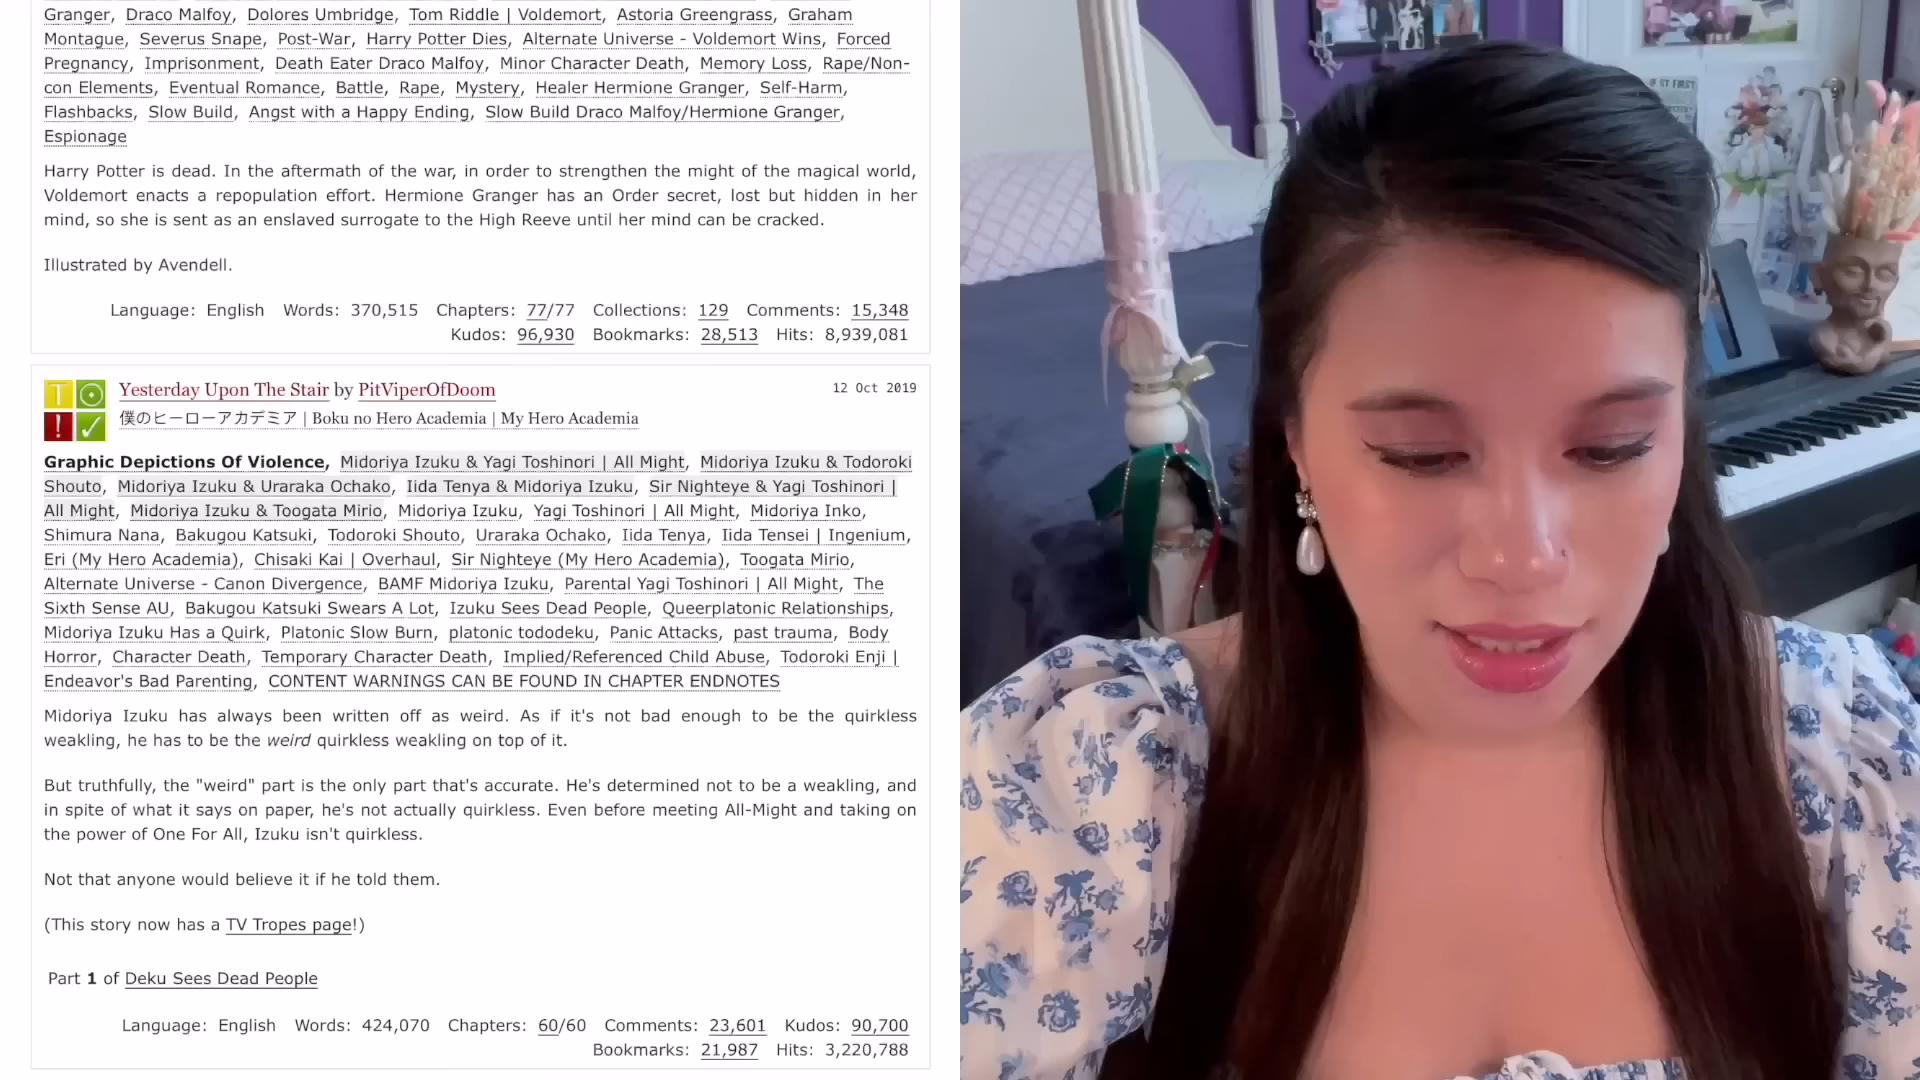 Granger, Draco Malfoy, Dolores Umbridge, Tom Riddle | Voldemort, Astoria Greengrass, Graham
Montague, Severus Snape, Post-War, Harry Potter Dies, Alternate Universe - Voldemort Wins, Forced
Pregnancy, Imprisonment, Death Eater Draco Malfoy, Minor Character Death, Memory Loss, Rape/Non-
con Elements, Eventual Romance, Battle, Rape, Mystery, Healer Hermione Granger, Self-Harm,
Flashbacks, Slow Build, Angst with a Happy Ending, Slow Build Draco Malfoy/Hermione Granger,
Espionage
Harry Potter is dead. In the aftermath of the war, in order to strengthen the might of the magical world,
Voldemort enacts a repopulation effort. Hermione Granger has an Order secret, lost but hidden in her
mind, so she is sent as an enslaved surrogate to the High Reeve until her mind can be cracked.
Illustrated by Avendell.
Language: English Words: 370,515 Chapters: 77/77 Collections: 129 Comments: 15,348
Kudos: 96,930 Bookmarks: 28,513 Hits: 8,939,081
T
!
Yesterday Upon The Stair by PitViperOfDoom
12 Oct 2019
僕のヒーローアカデミア | Boku no Hero Academia | My Hero Academia
Graphic Depictions Of Violence, Midoriya Izuku & Yagi Toshinori | All Might, Midoriya Izuku & Todoroki
Shouto, Midoriya Izuku & Uraraka Ochako, Iida Tenya & Midoriya Izuku, Sir Nighteye & Yagi Toshinori |
All Might, Midoriya Izuku & Toogata Mirio, Midoriya Izuku, Yagi Toshinori | All Might, Midoriya Inko,
Shimura Nana, Bakugou Katsuki, Todoroki Shouto, Uraraka Ochako, Iida Tenya, Iida Tensei | Ingenium,
Eri (My Hero Academia), Chisaki Kai | Overhaul, Sir Nighteye (My Hero Academia), Toogata Mirio,
Alternate Universe - Canon Divergence, BAMF Midoriya Izuku, Parental Yagi Toshinori | All Might, The
Sixth Sense AU, Bakugou Katsuki Swears A Lot, Izuku Sees Dead People, Queerplatonic Relationships,
Midoriya Izuku Has a Quirk, Platonic Slow Burn, platonic tododeku, Panic Attacks, past trauma, Body
Horror, Character Death, Temporary Character Death, Implied/Referenced Child Abuse, Todoroki Enji |
Endeavor's Bad Parenting, CONTENT WARNINGS CAN BE FOUND IN CHAPTER ENDNOTES
Midoriya Izuku has always been written off as weird. As if it's not bad enough to be the quirkless
weakling, he has to be the weird quirkless weakling on top of it.
But truthfully, the "weird" part is the only part that's accurate. He's determined not to be a weakling, and
in spite of what it says on paper, he's not actually quirkless. Even before meeting All-Might and taking on
the power of One For All, Izuku isn't quirkless.
Not that anyone would believe it if he told them.
(This story now has a TV Tropes page!)
Part 1 of Deku Sees Dead People
Language: English Words: 424,070 Chapters: 60/60 Comments: 23,601 Kudos: 90,700
Bookmarks: 21,987 Hits: 3,220,788
IF AT FIRST